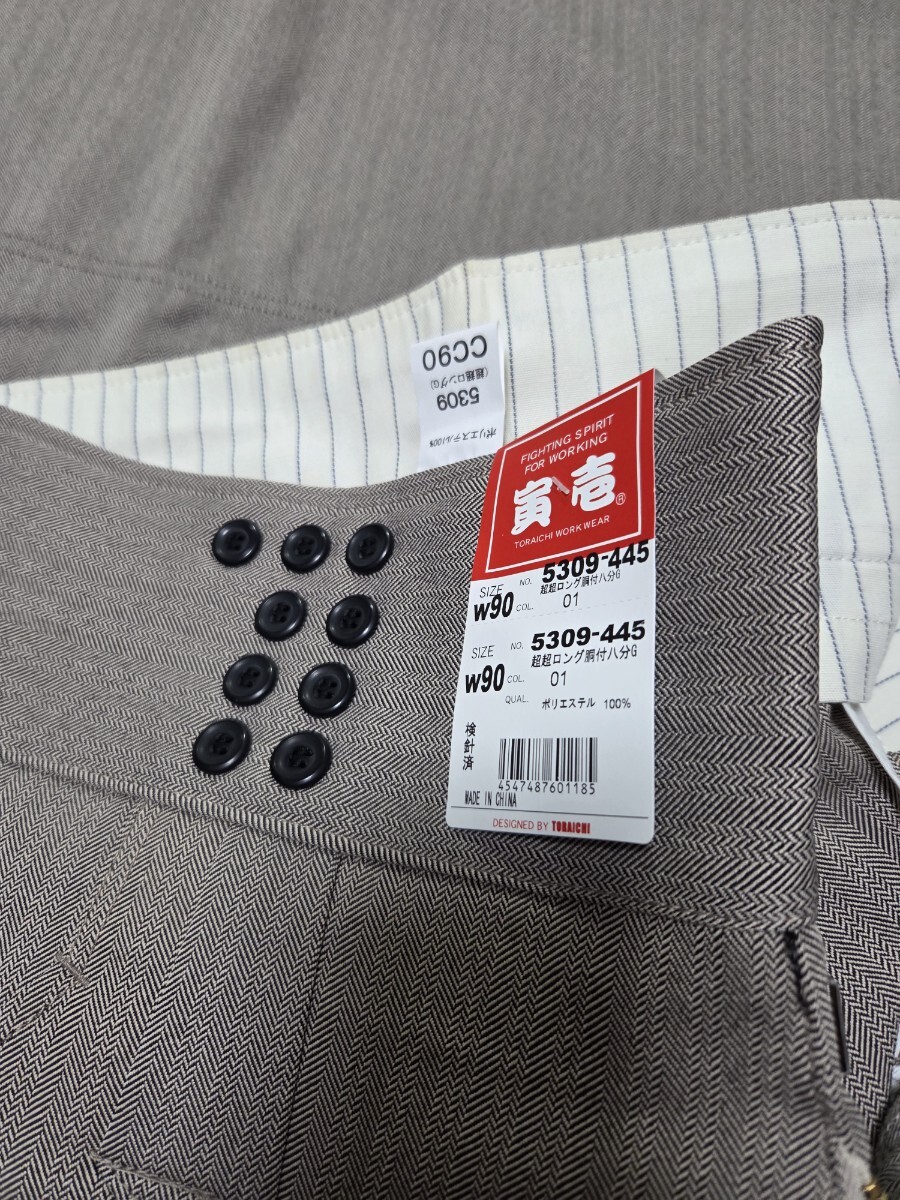 CC90
5309
(超超ロングG)
ポリエステル100%
FIGHTING SPIRIT
FOR WORKING
寅壱®
TORAICHI WORKWEAR
SIZE NO. 5309-445
超超ロング胴付八分G
W90 COL. 01
SIZE NO. 5309-445
超超ロング胴付八分G
W90 COL. 01
QUAL. ポリエステル 100%
検針済
4547487601185
MADE IN CHINA
DESIGNED BY TORAICHI